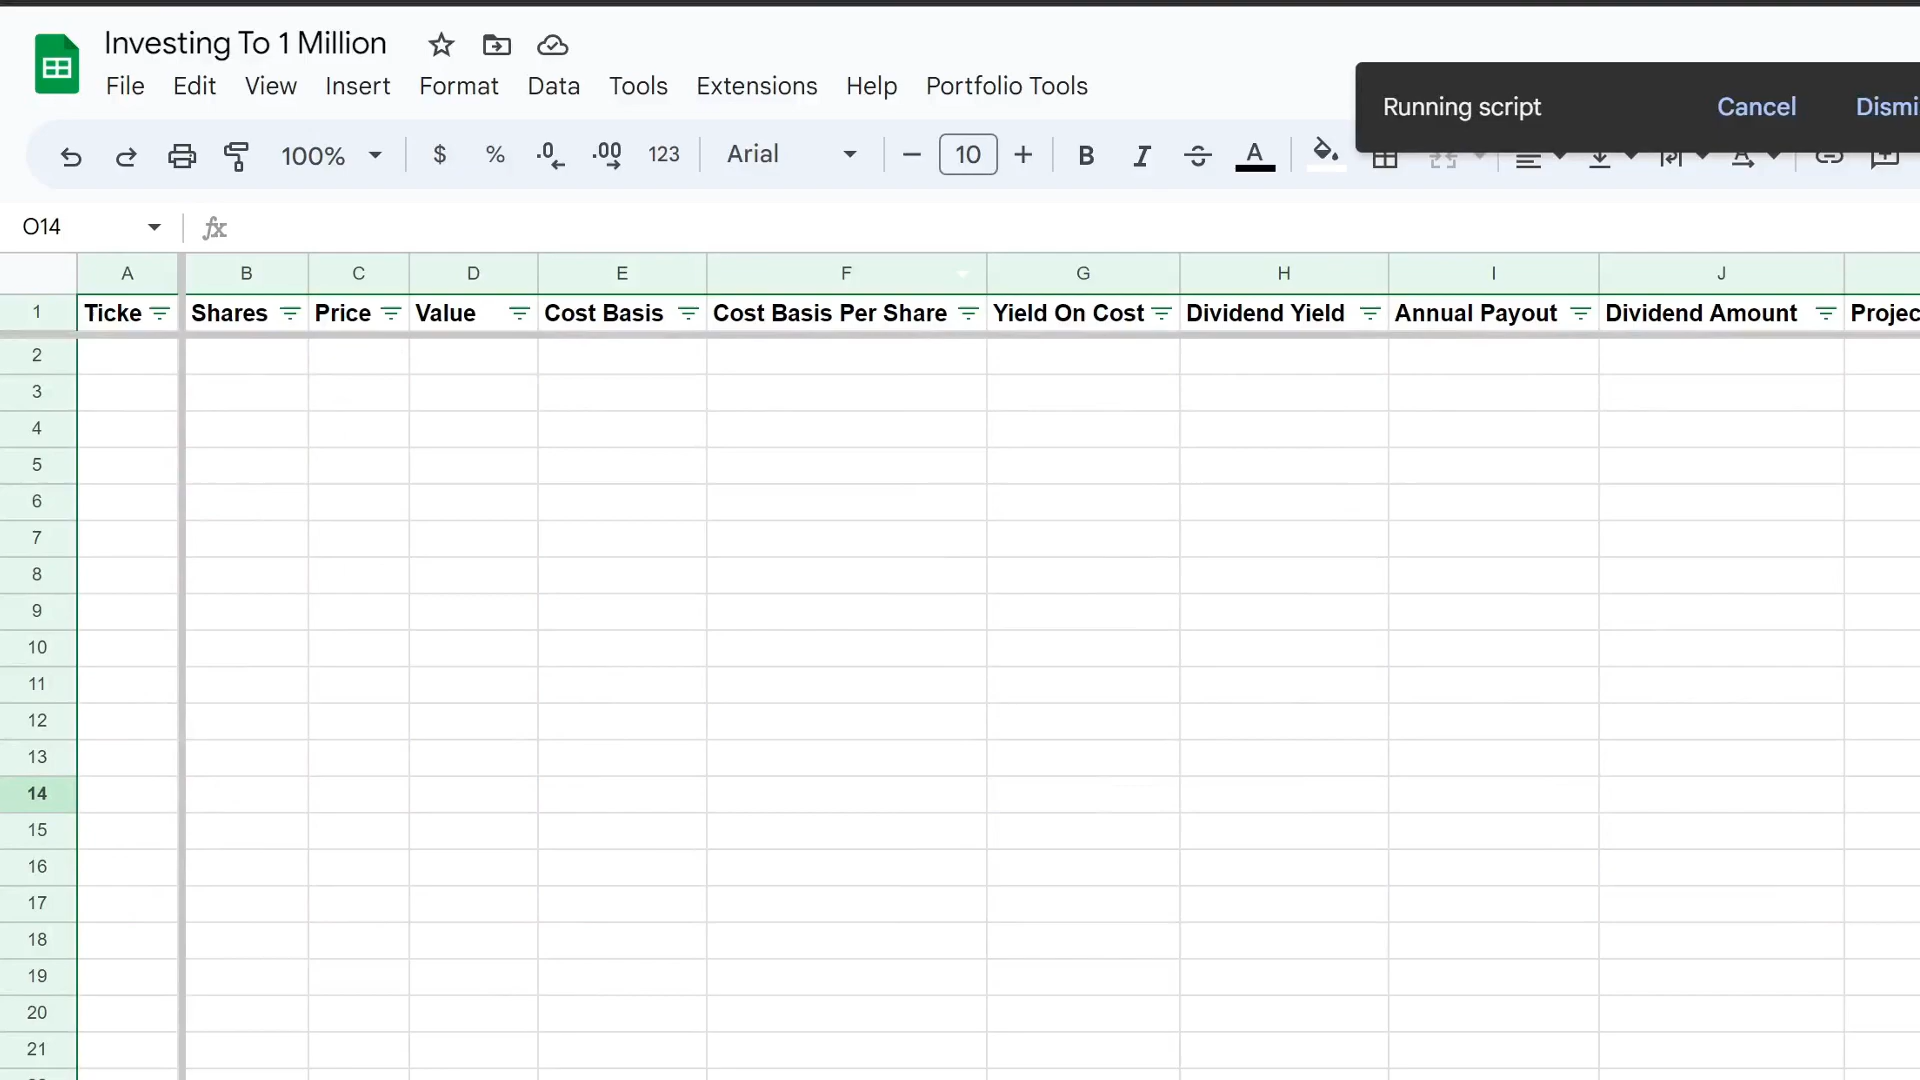 Investing To 1 Million
File Edit View Insert Format Data Tools Extensions Help Portfolio Tools
Running script Cancel Dismi
100% $ % .0 .00 123 Arial 10 B I S A
O14 fx
A B C D E F G H I J
1 Ticke Shares Price Value Cost Basis Cost Basis Per Share Yield On Cost Dividend Yield Annual Payout Dividend Amount Projec
2
3
4
5
6
7
8
9
10
11
12
13
14
15
16
17
18
19
20
21